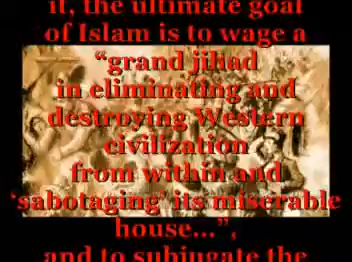 it, the ultimate goal
of Islam is to wage a
“grand jihad
in eliminating and
destroying Western
civilization
from within and
‘sabotaging’ its miserable
house...”,
and to subjugate the